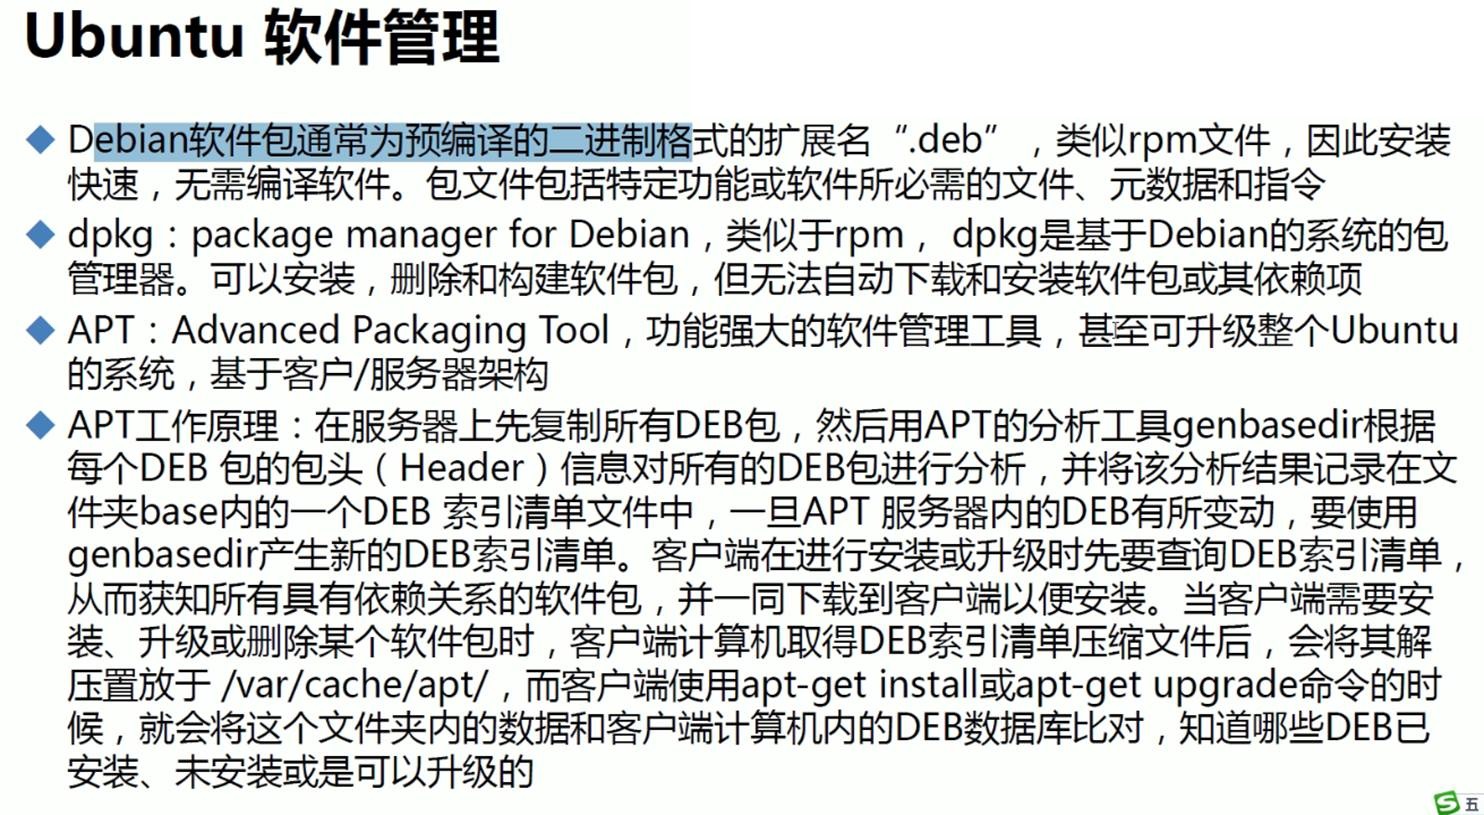 Ubuntu 软件管理
Debian软件包通常为预编译的二进制格式的扩展名“.deb”，类似rpm文件，因此安装
快速，无需编译软件。包文件包括特定功能或软件所必需的文件、元数据和指令
dpkg：package manager for Debian，类似于rpm， dpkg是基于Debian的系统的包
管理器。可以安装，删除和构建软件包，但无法自动下载和安装软件包或其依赖项
APT：Advanced Packaging Tool，功能强大的软件管理工具，甚至可升级整个Ubuntu
的系统，基于客户/服务器架构
APT工作原理：在服务器上先复制所有DEB包，然后用APT的分析工具genbasedir根据
每个DEB 包的包头（Header）信息对所有的DEB包进行分析，并将该分析结果记录在文
件夹base内的一个DEB 索引清单文件中，一旦APT 服务器内的DEB有所变动，要使用
genbasedir产生新的DEB索引清单。客户端在进行安装或升级时先要查询DEB索引清单，
从而获知所有具有依赖关系的软件包，并一同下载到客户端以便安装。当客户端需要安
装、升级或删除某个软件包时，客户端计算机取得DEB索引清单压缩文件后，会将其解
压置放于 /var/cache/apt/，而客户端使用apt-get install或apt-get upgrade命令的时
候，就会将这个文件夹内的数据和客户端计算机内的DEB数据库比对，知道哪些DEB已
安装、未安装或是可以升级的
S 五